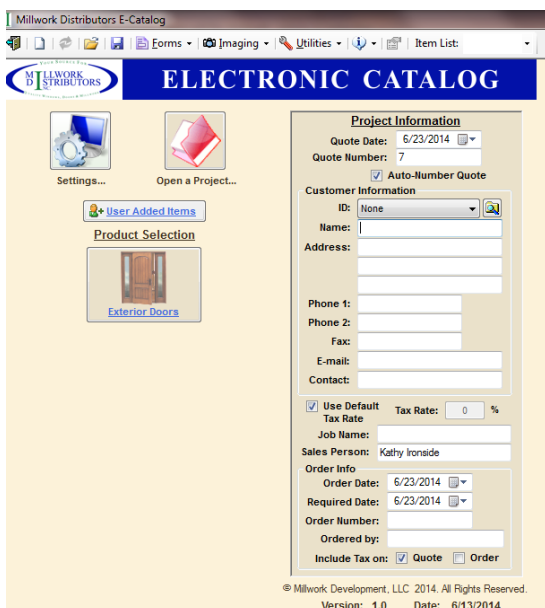 Millwork Distributors E-Catalog
Forms Imaging Utilities Item List:
MILLWORK
DISTRIBUTORS
ELECTRONIC CATALOG
Settings...
Open a Project...
User Added Items
Product Selection
Exterior Doors
Project Information
Quote Date: 6/23/2014
Quote Number: 7
Auto-Number Quote
Customer Information
ID: None
Name:
Address:
Phone 1:
Phone 2:
Fax:
E-mail:
Contact:
Use Default
Tax Rate
Tax Rate: 0 %
Job Name:
Sales Person: Kathy Ironside
Order Info
Order Date: 6/23/2014
Required Date: 6/23/2014
Order Number:
Ordered by:
Include Tax on: Quote Order
© Millwork Development, LLC 2014. All Rights Reserved.
Version: 1.0 Date: 6/13/2014